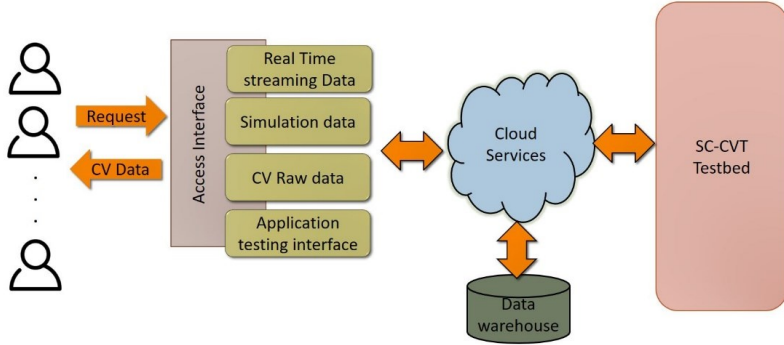 Request
CV Data
Access Interface
Real Time
streaming Data
Simulation data
CV Raw data
Application
testing interface
Cloud
Services
Data
warehouse
SC-CVT
Testbed